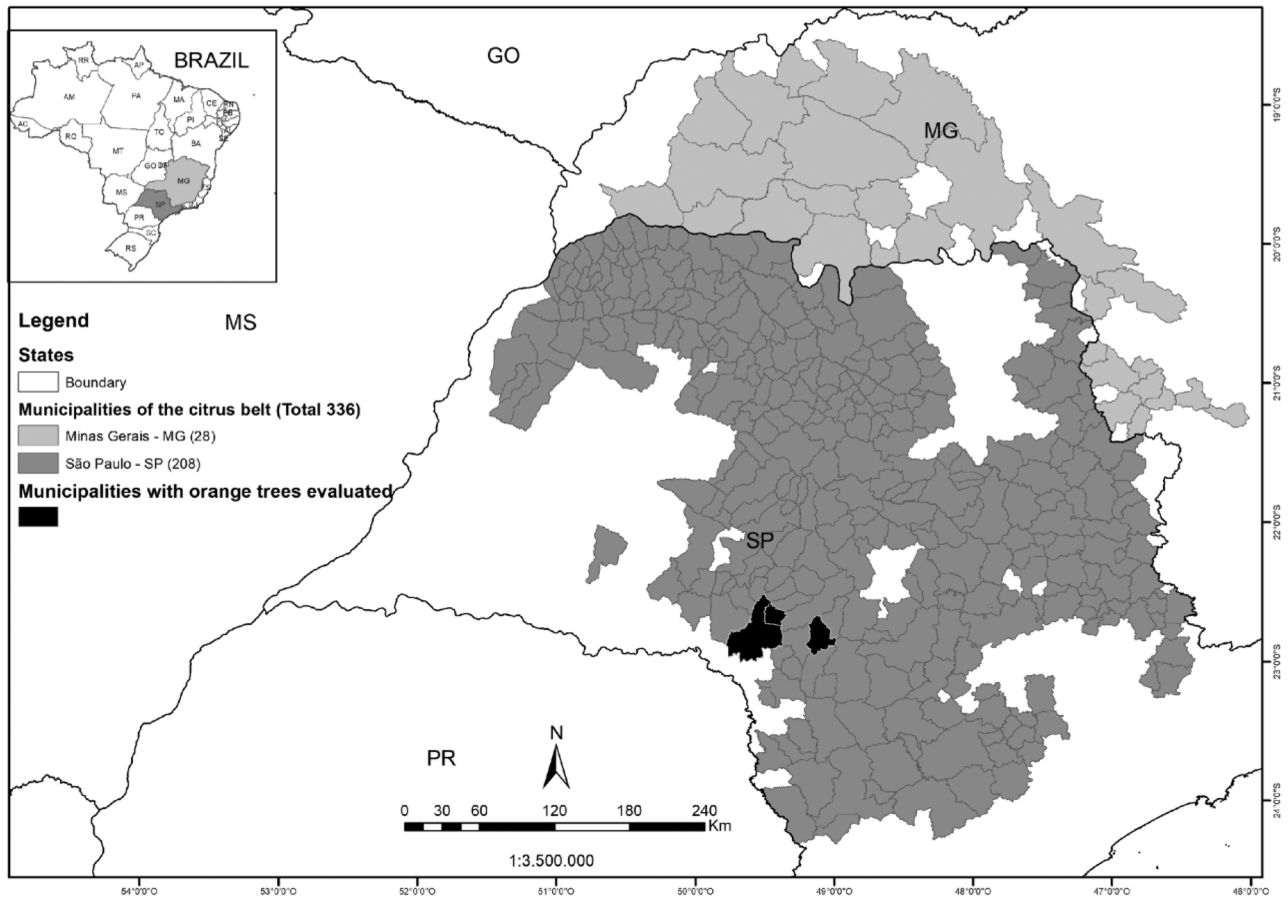 BRAZIL
RR
AP
AM
PA
MA
CE
RN
PB
AC
RO
TO
PI
SE
MT
BA
GO DF
MG
ES
MS
SP
PR
SC
RS
GO
MG
MS
SP
PR
Legend
States
Boundary
Municipalities of the citrus belt (Total 336)
Minas Gerais - MG (28)
São Paulo - SP (208)
Municipalities with orange trees evaluated
N
0 30 60 120 180 240
Km
1:3.500.000
19°0'0"S
20°0'0"S
21°0'0"S
22°0'0"S
23°0'0"S
24°0'0"S
54°0'0"O 53°0'0"O 52°0'0"O 51°0'0"O 50°0'0"O 49°0'0"O 48°0'0"O 47°0'0"O 46°0'0"O